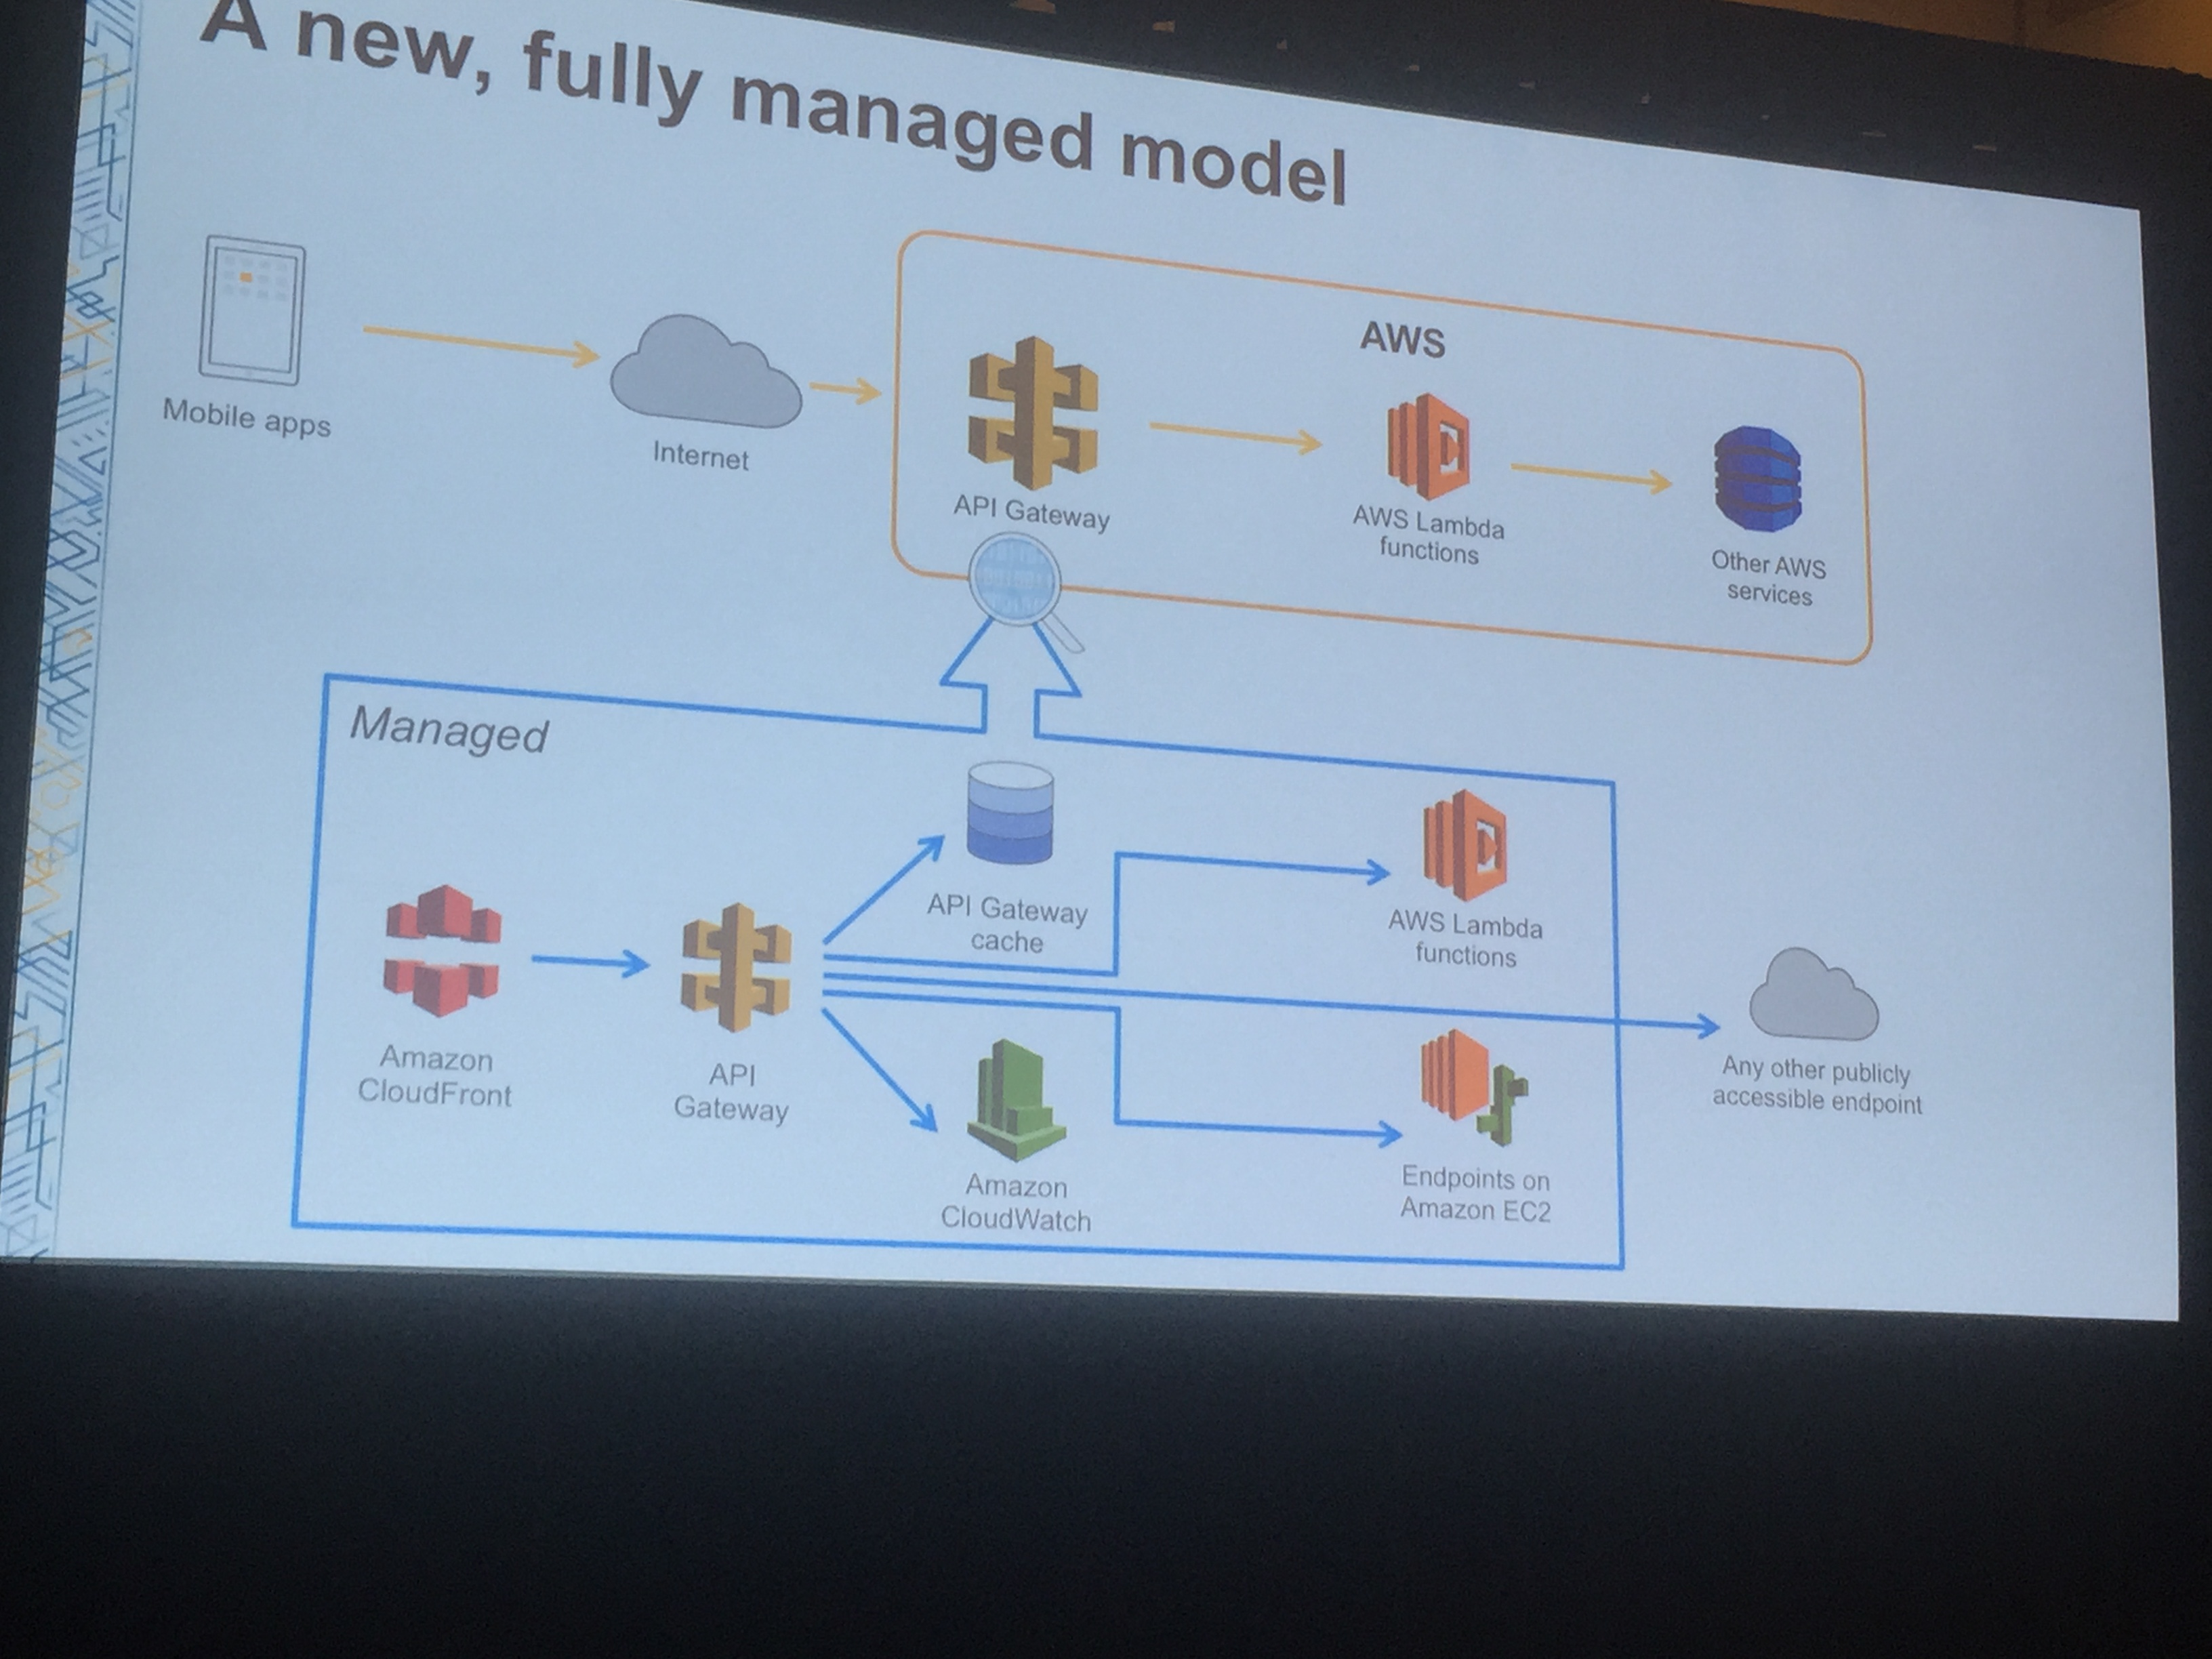 A new, fully managed model
AWS
Mobile apps
Internet
API Gateway
AWS Lambda
functions
Other AWS
services
Managed
API Gateway
cache
AWS Lambda
functions
Amazon
CloudFront
API
Gateway
Any other publicly
accessible endpoint
Amazon
CloudWatch
Endpoints on
Amazon EC2